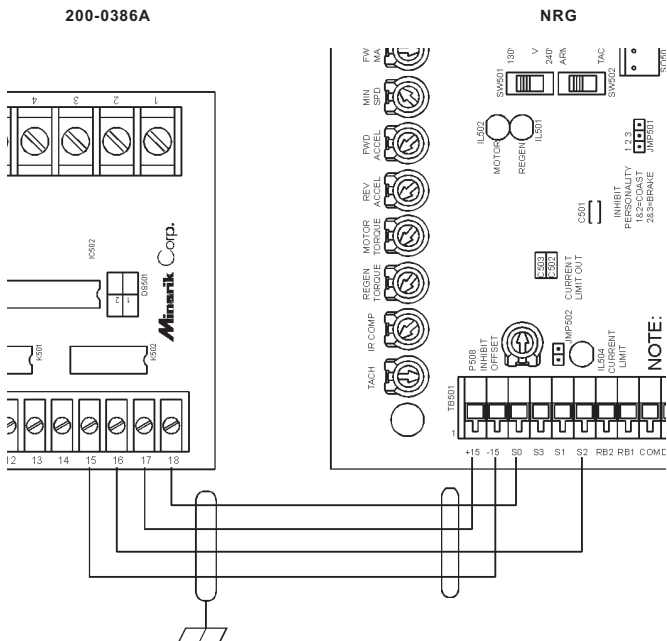 200-0386A
NRG
4
3
2
1
IC502
DS501
2
1
Minarik Corp.
K501
K502
12
13
14
15
16
17
18
FW
MA
MIN
SPD
FWD
ACCEL
REV
ACCEL
MOTOR
TORQUE
REGEN
TORQUE
IR COMP
TACH
130V
240V
ARM
TAC
SW501
SW502
SO50
IL502
IL501
MOTOR
REGEN
1 2 3
JMP501
C501
INHIBIT
PERSONALITY
1&2=COAST
2&3=BRAKE
C503
C502
CURRENT
LIMIT OUT
P508
INHIBIT
OFFSET
JMP502
IL504
CURRENT
LIMIT
NOTE:
TB501
1
+15
-15
S0
S3
S1
S2
RB2
RB1
COM
D